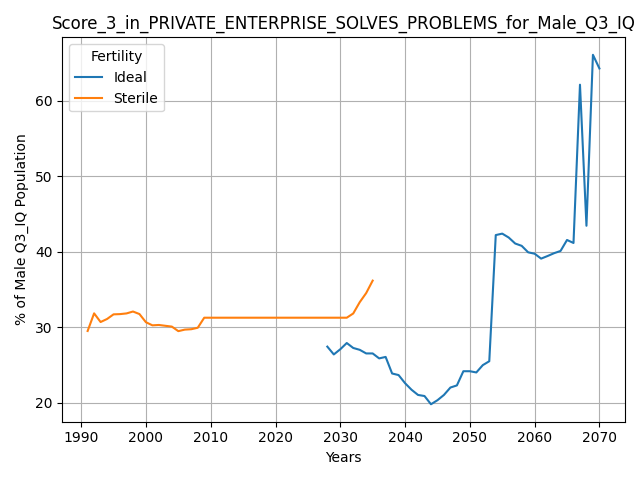 Score_3_in_PRIVATE_ENTERPRISE_SOLVES_PROBLEMS_for_Male_Q3_IQ
Fertility
Ideal
Sterile
% of Male Q3_IQ Population
60
50
40
30
20
1990 2000 2010 2020 2030 2040 2050 2060 2070
Years